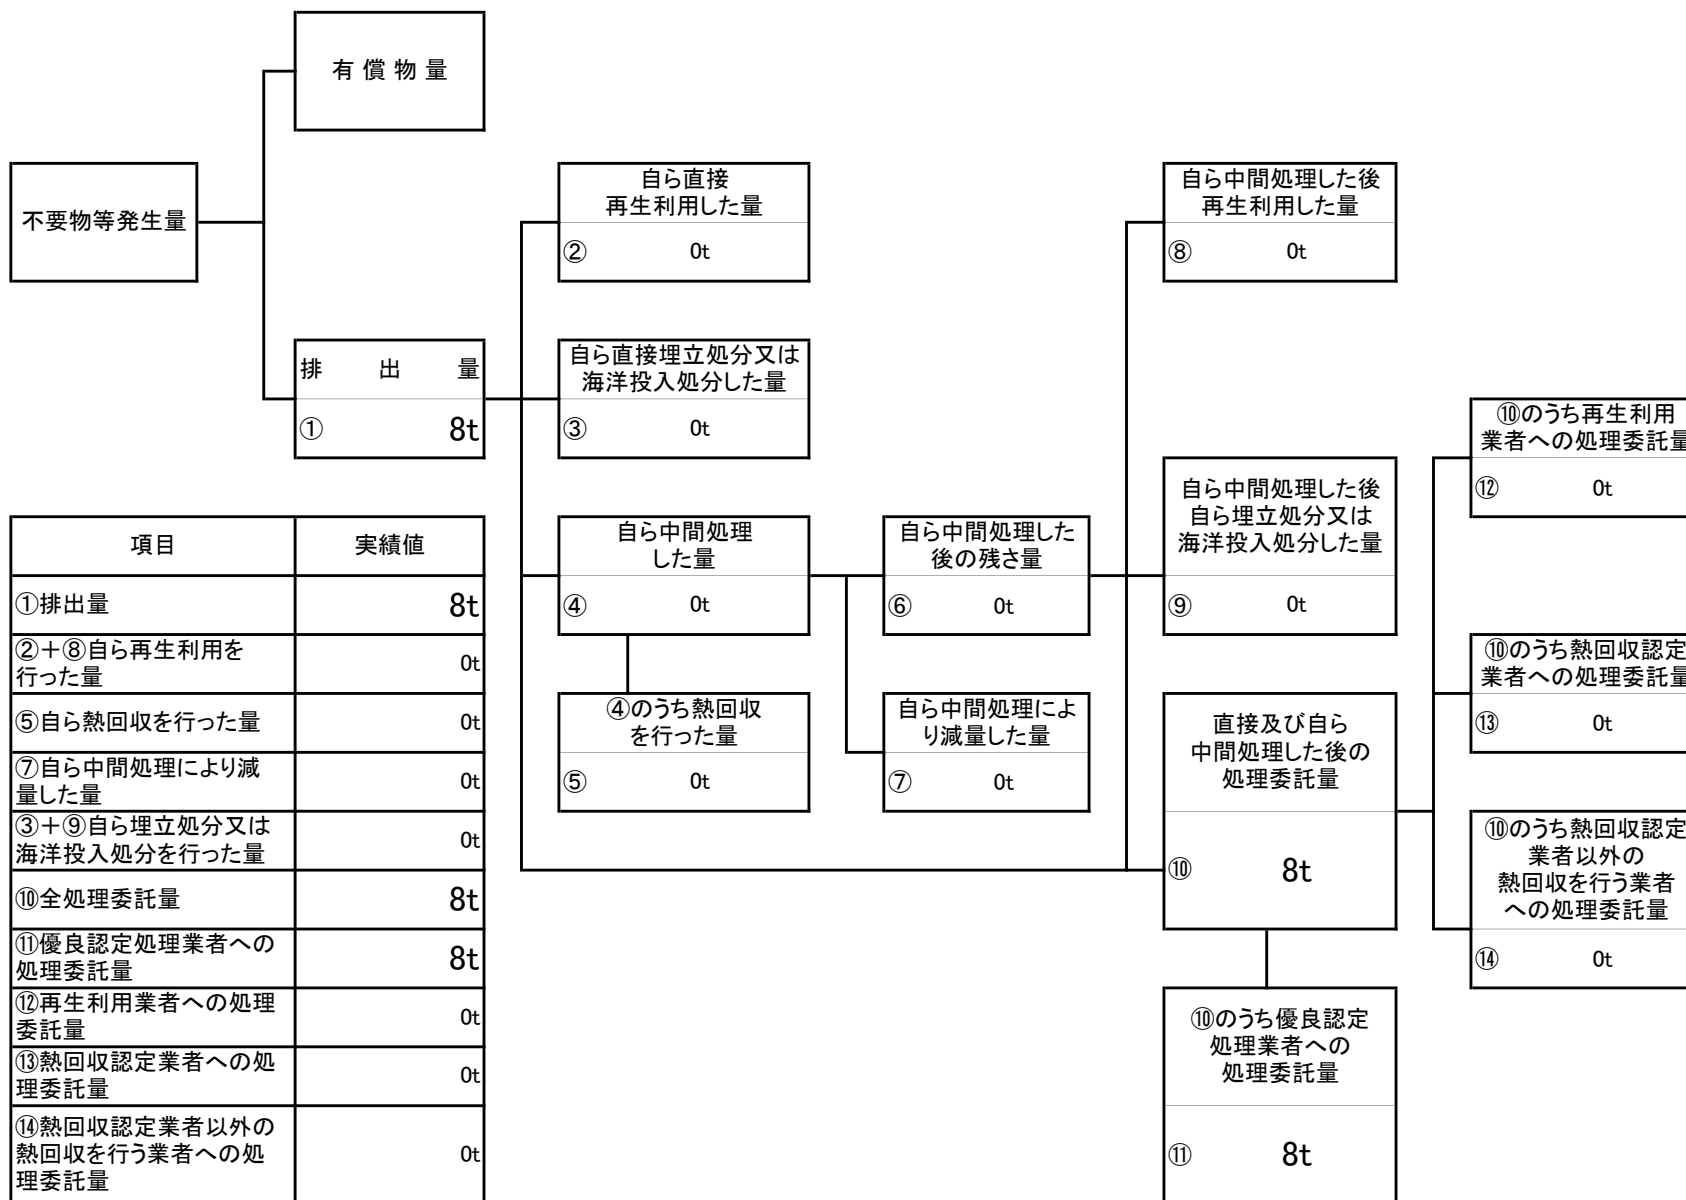 有 償 物 量
不要物等発生量
排 出 量
① 8t
自ら直接
再生利用した量
② 0t
自ら直接埋立処分又は
海洋投入処分した量
③ 0t
自ら中間処理
した量
④ 0t
④のうち熱回収
を行った量
⑤ 0t
自ら中間処理した
後の残さ量
⑥ 0t
自ら中間処理によ
り減量した量
⑦ 0t
自ら中間処理した後
再生利用した量
⑧ 0t
自ら中間処理した後
自ら埋立処分又は
海洋投入処分した量
⑨ 0t
直接及び自ら
中間処理した後の
処理委託量
⑩ 8t
⑩のうち優良認定
処理業者への
処理委託量
⑪ 8t
⑩のうち再生利用
業者への処理委託量
⑫ 0t
⑩のうち熱回収認定
業者への処理委託量
⑬ 0t
⑩のうち熱回収認定
業者以外の
熱回収を行う業者
への処理委託量
⑭ 0t
項目 実績値
①排出量 8t
②+⑧自ら再生利用を
行った量 0t
⑤自ら熱回収を行った量 0t
⑦自ら中間処理により減
量した量 0t
③+⑨自ら埋立処分又は
海洋投入処分を行った量 0t
⑩全処理委託量 8t
⑪優良認定処理業者への
処理委託量 8t
⑫再生利用業者への処理
委託量 0t
⑬熱回収認定業者への処
理委託量 0t
⑭熱回収認定業者以外の
熱回収を行う業者への処
理委託量 0t